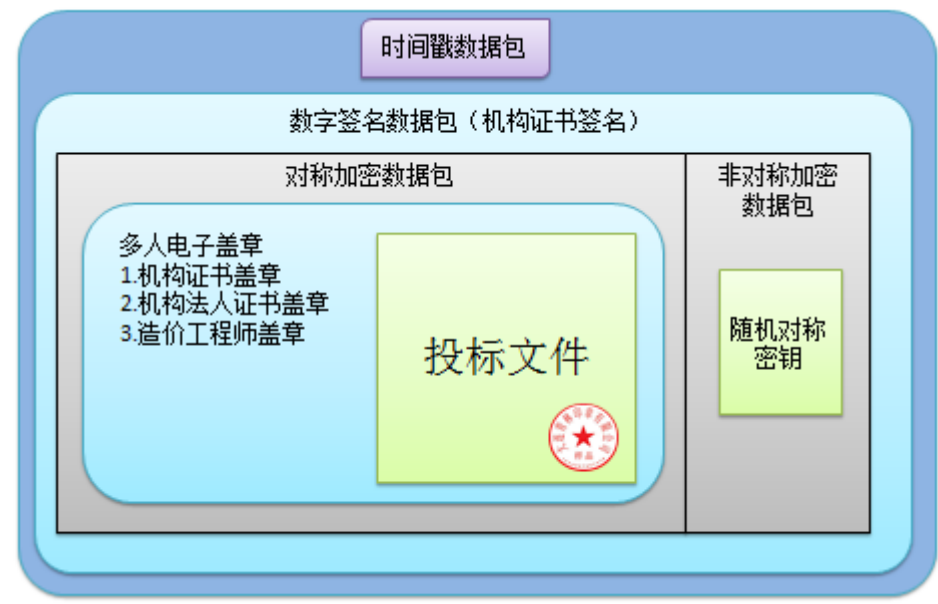 时间戳数据包
数字签名数据包（机构证书签名）
对称加密数据包
多人电子盖章
1.机构证书盖章
2.机构法人证书盖章
3.造价工程师盖章
投标文件
非对称加密
数据包
随机对称
密钥